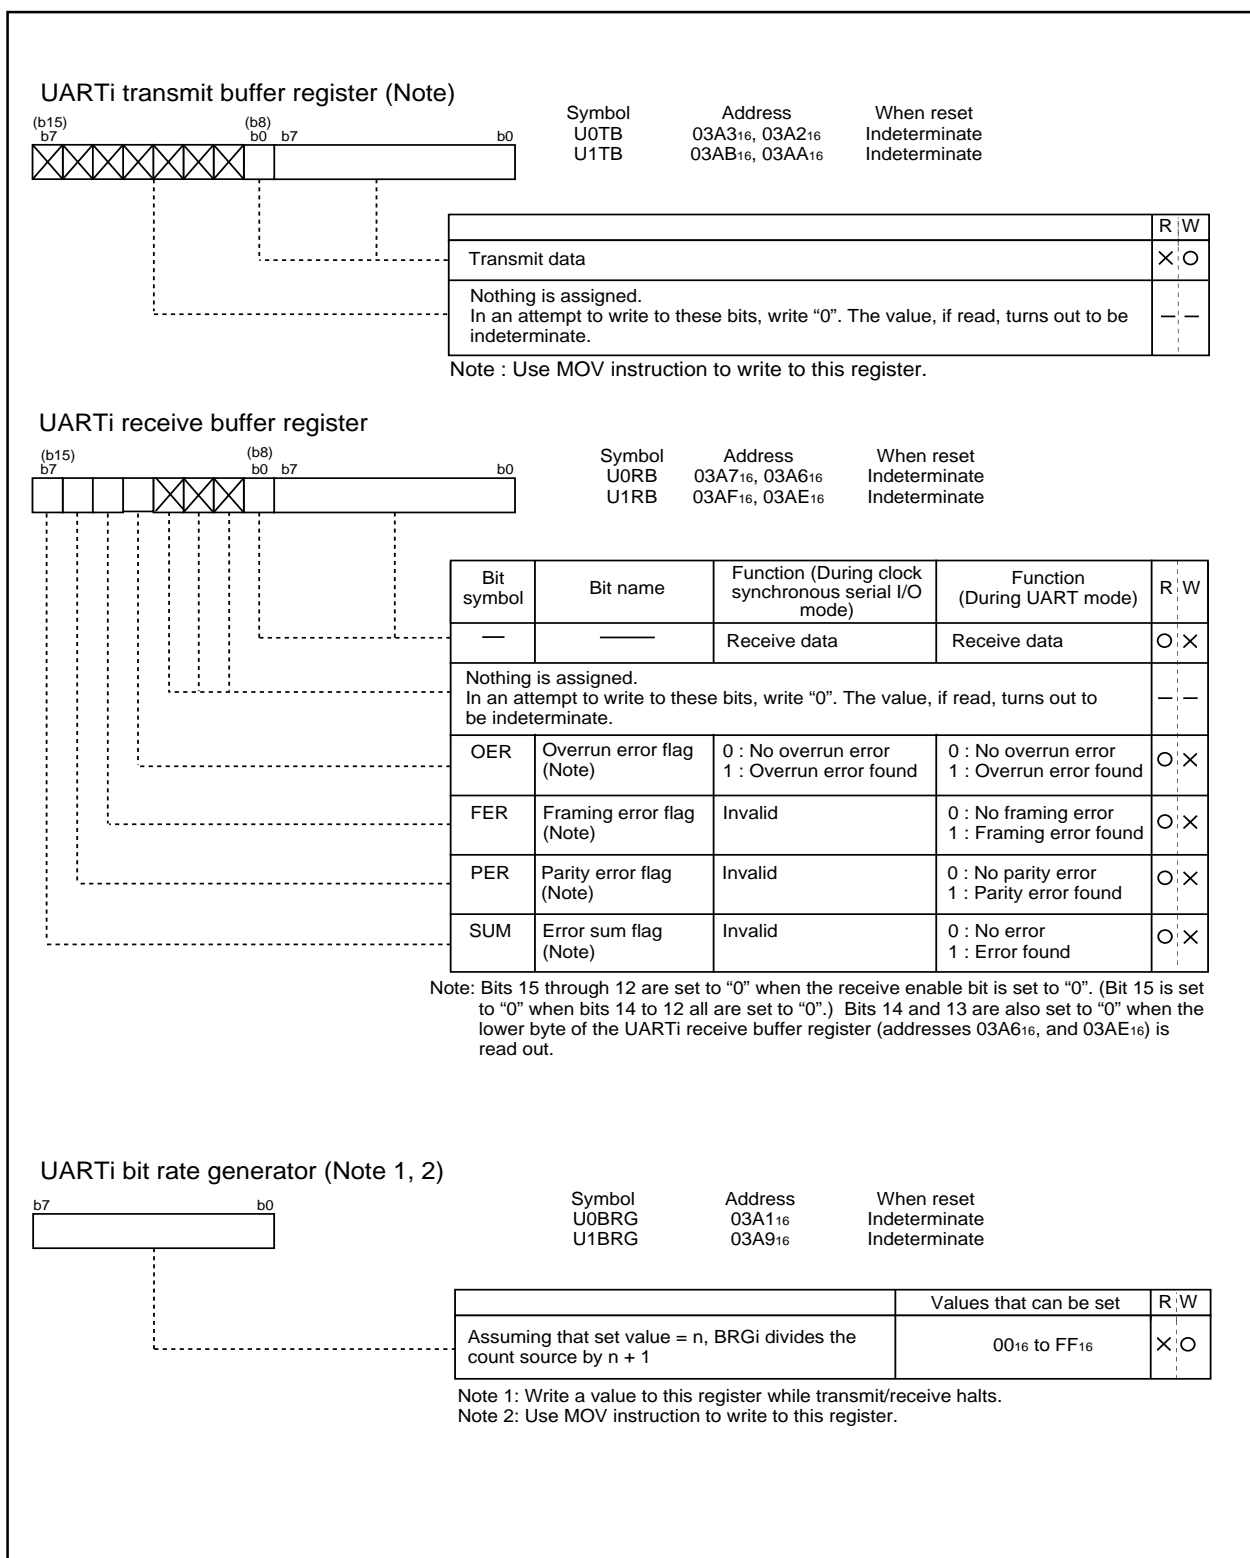 UARTi transmit buffer register (Note)
(b15) (b8)
b7 b0 b7 b0
Symbol Address When reset
U0TB 03A3₁₆, 03A2₁₆ Indeterminate
U1TB 03AB₁₆, 03AA₁₆ Indeterminate
R W
Transmit data X O
Nothing is assigned.
In an attempt to write to these bits, write “0”. The value, if read, turns out to be — —
indeterminate.
Note : Use MOV instruction to write to this register.
UARTi receive buffer register
(b15) (b8)
b7 b0 b7 b0
Symbol Address When reset
U0RB 03A7₁₆, 03A6₁₆ Indeterminate
U1RB 03AF₁₆, 03AE₁₆ Indeterminate
Bit symbol Bit name Function (During clock synchronous serial I/O mode) Function (During UART mode) R W
— —— Receive data Receive data O X
Nothing is assigned.
In an attempt to write to these bits, write “0”. The value, if read, turns out to — —
be indeterminate.
OER Overrun error flag 0 : No overrun error 0 : No overrun error O X
(Note) 1 : Overrun error found 1 : Overrun error found
FER Framing error flag Invalid 0 : No framing error O X
(Note) 1 : Framing error found
PER Parity error flag Invalid 0 : No parity error O X
(Note) 1 : Parity error found
SUM Error sum flag Invalid 0 : No error O X
(Note) 1 : Error found
Note: Bits 15 through 12 are set to “0” when the receive enable bit is set to “0”. (Bit 15 is set
to “0” when bits 14 to 12 all are set to “0”.) Bits 14 and 13 are also set to “0” when the
lower byte of the UARTi receive buffer register (addresses 03A6₁₆, and 03AE₁₆) is
read out.
UARTi bit rate generator (Note 1, 2)
b7 b0
Symbol Address When reset
U0BRG 03A1₁₆ Indeterminate
U1BRG 03A9₁₆ Indeterminate
Values that can be set R W
Assuming that set value = n, BRGi divides the
count source by n + 1 00₁₆ to FF₁₆ X O
Note 1: Write a value to this register while transmit/receive halts.
Note 2: Use MOV instruction to write to this register.